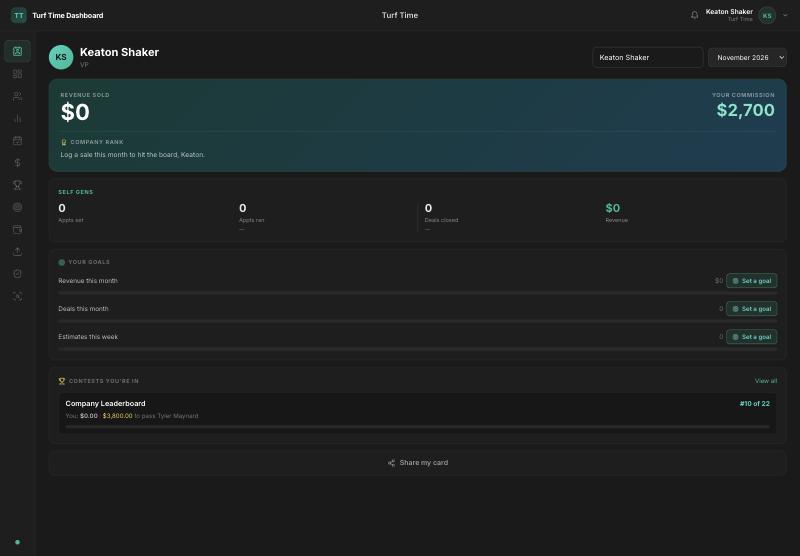 TT Turf Time Dashboard
Turf Time
Keaton Shaker
Turf Time
KS
KS
Keaton Shaker
VP
Keaton Shaker
November 2026
REVENUE SOLD
$0
YOUR COMMISSION
$2,700
COMPANY RANK
Log a sale this month to hit the board, Keaton.
SELF GENS
0
Appts set
0
Appts ran
—
0
Deals closed
—
$0
Revenue
YOUR GOALS
Revenue this month
$0
Set a goal
Deals this month
0
Set a goal
Estimates this week
0
Set a goal
CONTESTS YOU'RE IN
View all
Company Leaderboard
#10 of 22
You: $0.00 · $3,800.00 to pass Tyler Maynard
Share my card